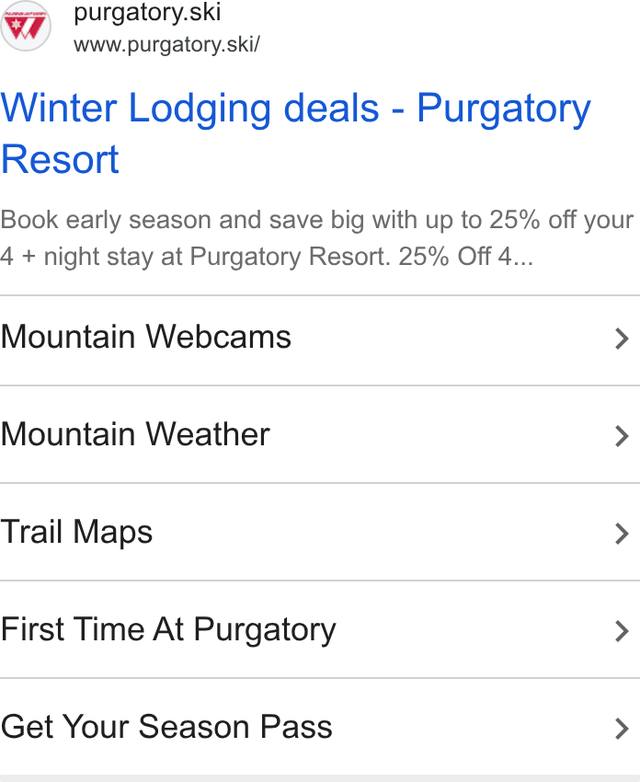 purgatory.ski
www.purgatory.ski/
Winter Lodging deals - Purgatory
Resort
Book early season and save big with up to 25% off your
4 + night stay at Purgatory Resort. 25% Off 4...
Mountain Webcams
Mountain Weather
Trail Maps
First Time At Purgatory
Get Your Season Pass